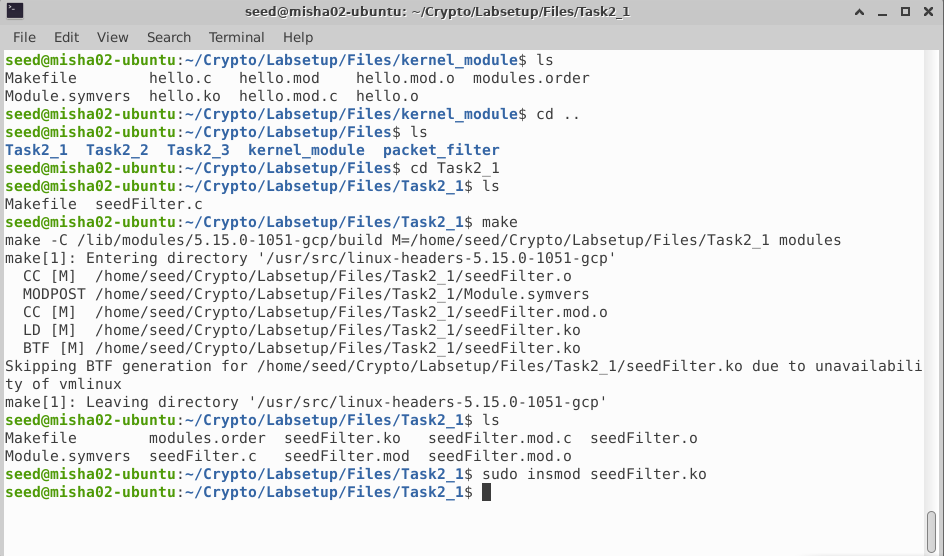 seed@misha02-ubuntu: ~/Crypto/Labsetup/Files/Task2_1
File Edit View Search Terminal Help
seed@misha02-ubuntu:~/Crypto/Labsetup/Files/kernel_module$ ls
Makefile        hello.c   hello.mod    hello.mod.o  modules.order
Module.symvers  hello.ko  hello.mod.c  hello.o
seed@misha02-ubuntu:~/Crypto/Labsetup/Files/kernel_module$ cd ..
seed@misha02-ubuntu:~/Crypto/Labsetup/Files$ ls
Task2_1  Task2_2  Task2_3  kernel_module  packet_filter
seed@misha02-ubuntu:~/Crypto/Labsetup/Files$ cd Task2_1
seed@misha02-ubuntu:~/Crypto/Labsetup/Files/Task2_1$ ls
Makefile  seedFilter.c
seed@misha02-ubuntu:~/Crypto/Labsetup/Files/Task2_1$ make
make -C /lib/modules/5.15.0-1051-gcp/build M=/home/seed/Crypto/Labsetup/Files/Task2_1 modules
make[1]: Entering directory '/usr/src/linux-headers-5.15.0-1051-gcp'
  CC [M]  /home/seed/Crypto/Labsetup/Files/Task2_1/seedFilter.o
  MODPOST /home/seed/Crypto/Labsetup/Files/Task2_1/Module.symvers
  CC [M]  /home/seed/Crypto/Labsetup/Files/Task2_1/seedFilter.mod.o
  LD [M]  /home/seed/Crypto/Labsetup/Files/Task2_1/seedFilter.ko
  BTF [M] /home/seed/Crypto/Labsetup/Files/Task2_1/seedFilter.ko
Skipping BTF generation for /home/seed/Crypto/Labsetup/Files/Task2_1/seedFilter.ko due to unavailabili
ty of vmlinux
make[1]: Leaving directory '/usr/src/linux-headers-5.15.0-1051-gcp'
seed@misha02-ubuntu:~/Crypto/Labsetup/Files/Task2_1$ ls
Makefile        modules.order  seedFilter.ko   seedFilter.mod.c  seedFilter.o
Module.symvers  seedFilter.c   seedFilter.mod  seedFilter.mod.o
seed@misha02-ubuntu:~/Crypto/Labsetup/Files/Task2_1$ sudo insmod seedFilter.ko
seed@misha02-ubuntu:~/Crypto/Labsetup/Files/Task2_1$